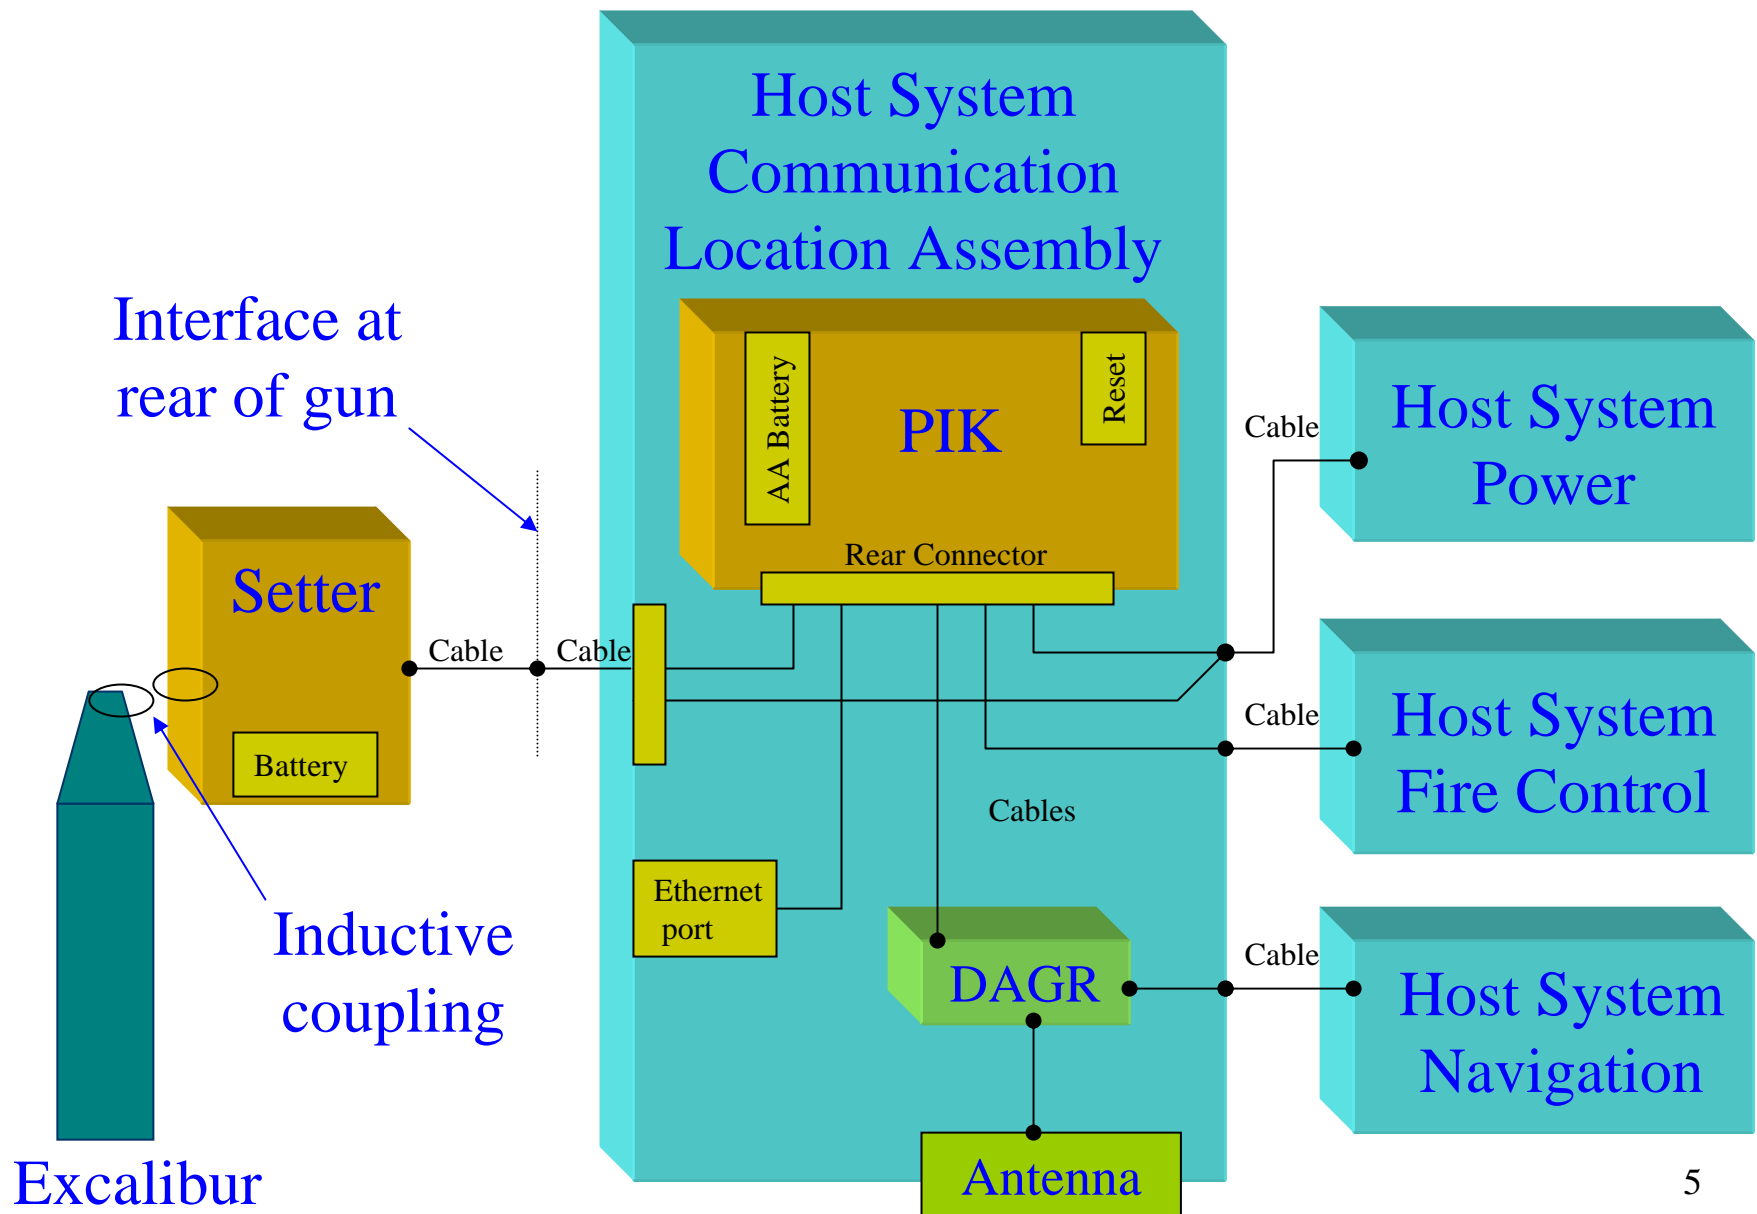 Host System
Communication
Location Assembly
Interface at
rear of gun
AA Battery
PIK
Reset
Rear Connector
Cable
Host System
Power
Setter
Cable
Cable
Battery
Cable
Host System
Fire Control
Cables
Ethernet
port
Inductive
coupling
DAGR
Cable
Host System
Navigation
Antenna
Excalibur
5